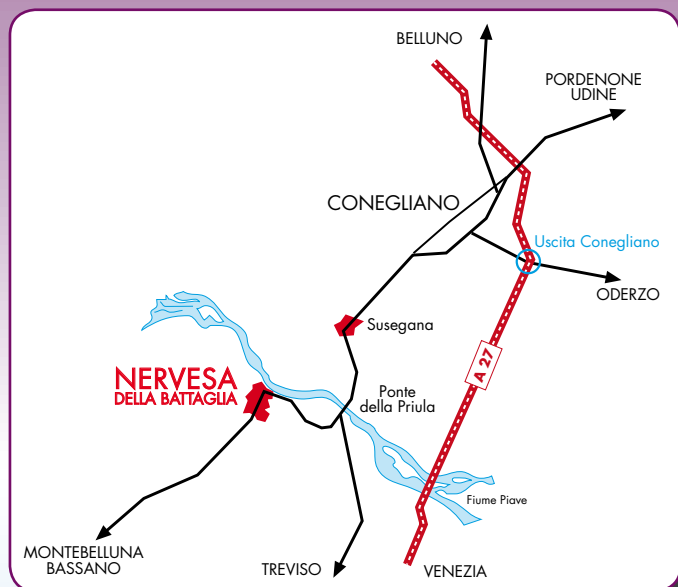 BELLUNO
PORDENONE
UDINE
CONEGLIANO
Uscita Conegliano
ODERZO
Susegana
A 27
NERVESA
DELLA BATTAGLIA
Ponte
della Priula
Fiume Piave
MONTEBELLUNA
BASSANO
TREVISO
VENEZIA